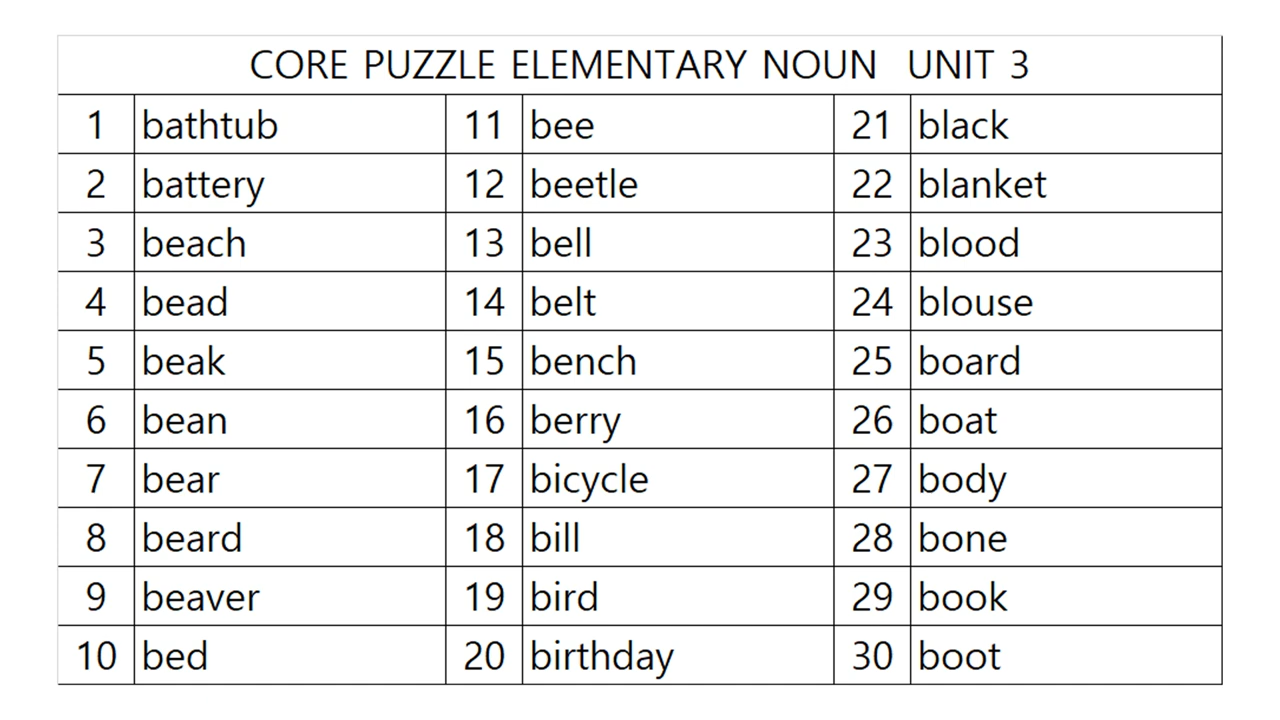 CORE PUZZLE ELEMENTARY NOUN UNIT 3
1 bathtub 11 bee 21 black
2 battery 12 beetle 22 blanket
3 beach 13 bell 23 blood
4 bead 14 belt 24 blouse
5 beak 15 bench 25 board
6 bean 16 berry 26 boat
7 bear 17 bicycle 27 body
8 beard 18 bill 28 bone
9 beaver 19 bird 29 book
10 bed 20 birthday 30 boot